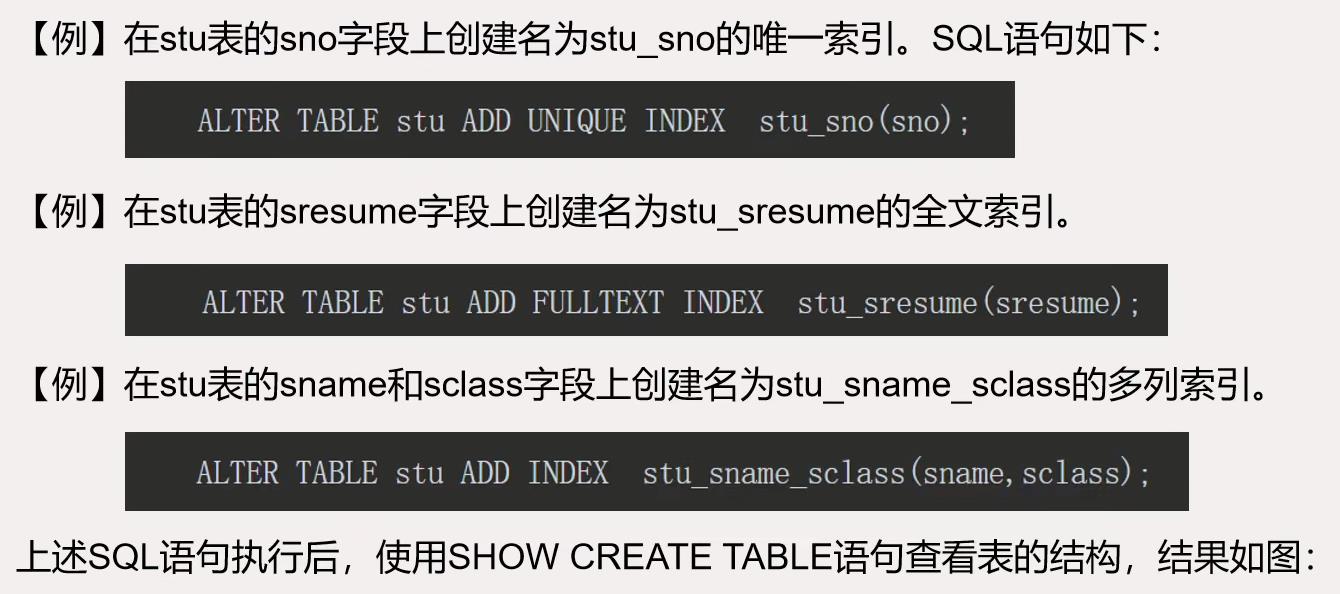 【例】在stu表的sno字段上创建名为stu_sno的唯一索引。SQL语句如下：
ALTER TABLE stu ADD UNIQUE INDEX  stu_sno(sno);
【例】在stu表的sresume字段上创建名为stu_sresume的全文索引。
ALTER TABLE stu ADD FULLTEXT INDEX  stu_sresume(sresume);
【例】在stu表的sname和sclass字段上创建名为stu_sname_sclass的多列索引。
ALTER TABLE stu ADD INDEX  stu_sname_sclass(sname,sclass);
上述SQL语句执行后，使用SHOW CREATE TABLE语句查看表的结构，结果如图：